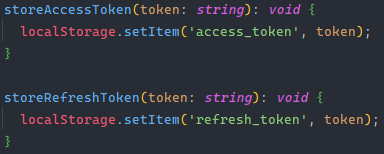 storeAccessToken(token: string): void {
  localStorage.setItem('access_token', token);
}

storeRefreshToken(token: string): void {
  localStorage.setItem('refresh_token', token);
}